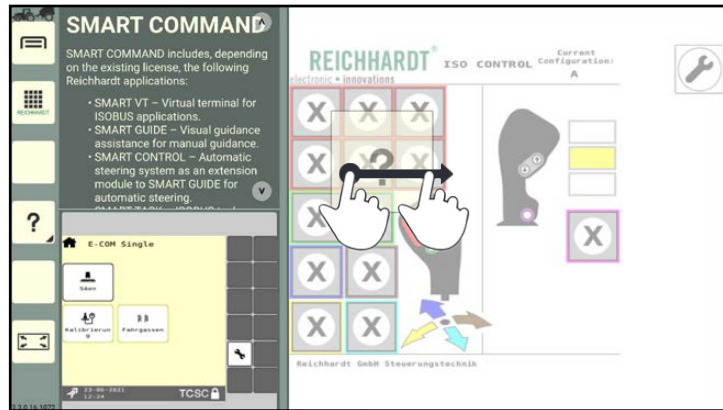 SMART COMMAND
SMART COMMAND includes, depending
on the existing license, the following
Reichhardt applications:
• SMART VT – Virtual terminal for
ISOBUS applications.
• SMART GUIDE – Visual guidance
assistance for manual guidance.
• SMART CONTROL – Automatic
steering system as an extension
module to SMART GUIDE for
automatic steering.
REICHHARDT
?
E-COM Single
Säen
Kalibrierun
g
Fahrgassen
23-06-2021
12:24
TCSC
REICHHARDT®
electronic • innovations
ISO CONTROL
Current
Configuration:
A
X X X
X ? X
X
X X
X X
X
Reichhardt GmbH Steuerungstechnik